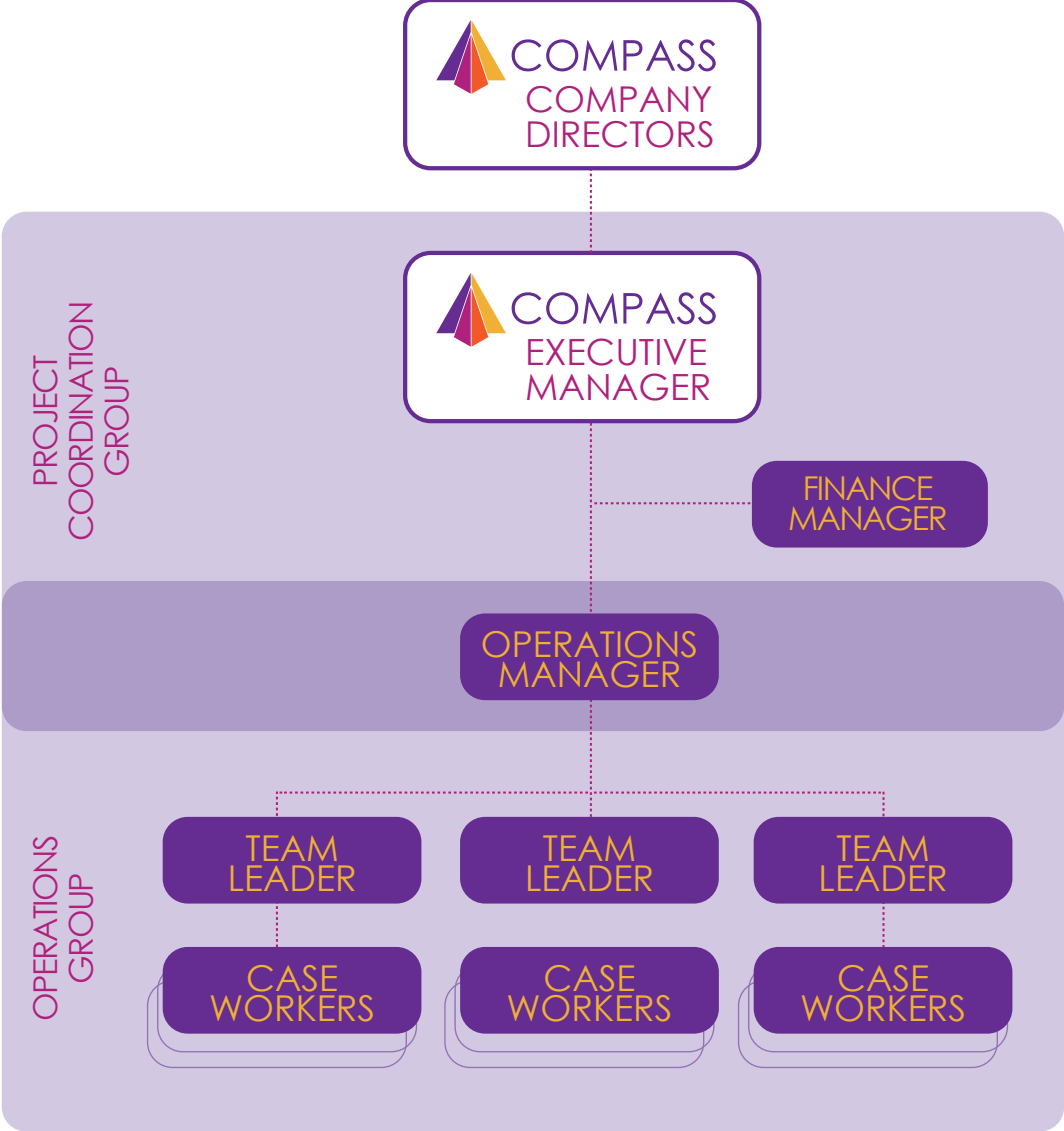 COMPASS
COMPANY
DIRECTORS
PROJECT
COORDINATION
GROUP
COMPASS
EXECUTIVE
MANAGER
FINANCE
MANAGER
OPERATIONS
MANAGER
OPERATIONS
GROUP
TEAM
LEADER
TEAM
LEADER
TEAM
LEADER
CASE
WORKERS
CASE
WORKERS
CASE
WORKERS